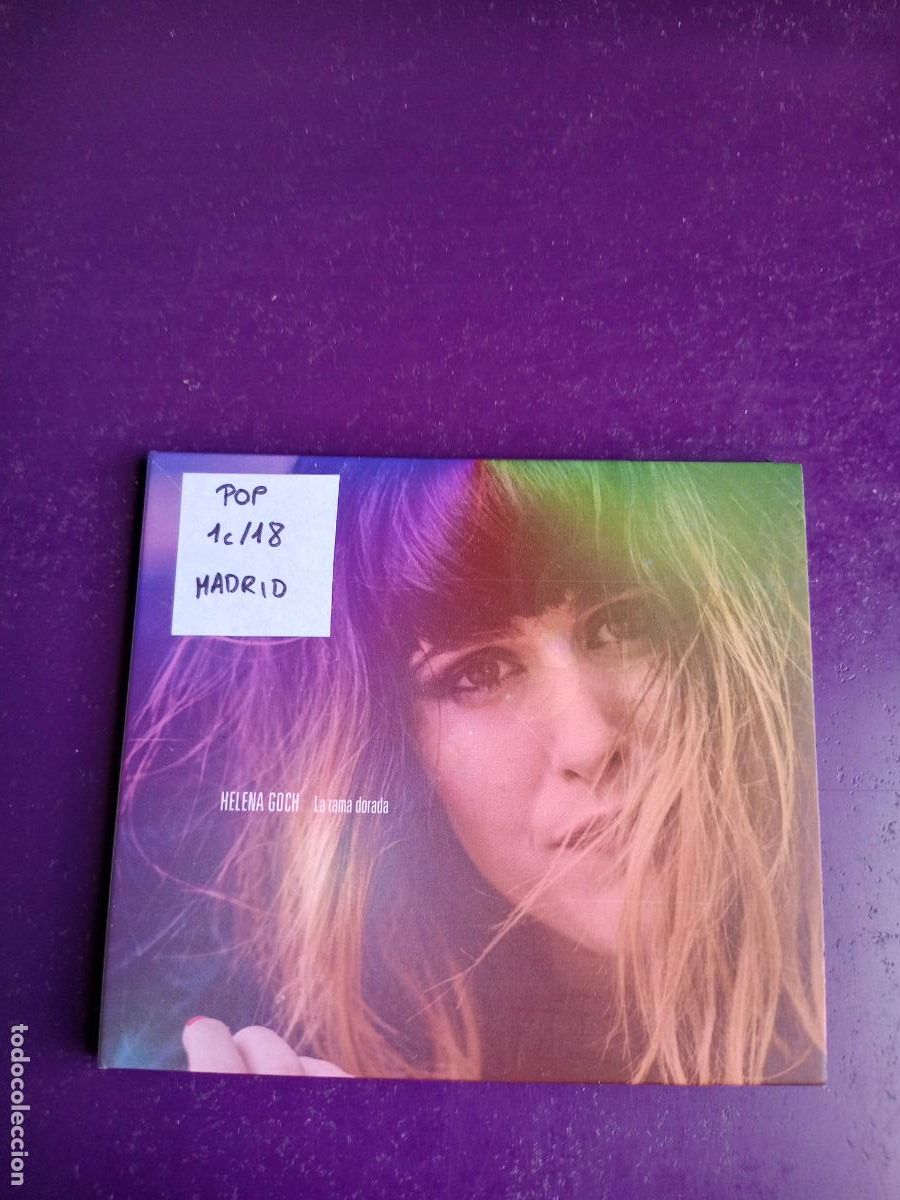 POP
1c/18
MADRID
HELENA GOCH La rama dorada
todocoleccion